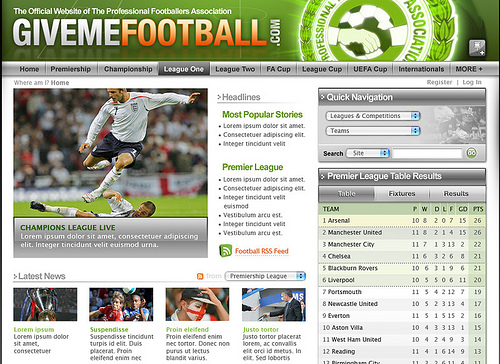 The Official Website of The Professional Footballers Association
GIVEMEFOOTBALL.COM
PROFESSIONAL
ASSOCIATION
Home Premiership Championship League One League Two FA Cup League Cup UEFA Cup Internationals MORE +
Where am I? Home
Register | Log In
CHAMPIONS LEAGUE LIVE
Lorem ipsum dolor sit amet, consectetuer adipiscing
elit. Integer tincidunt velit euismod urna.
Headlines
Most Popular Stories
Lorem ipsum dolor sit amet.
Consectetuer adipiscing elit.
Integer tincidunt velit
Premier League
Lorem ipsum dolor sit amet.
Consectetuer adipiscing elit.
Integer tincidunt velit
euismod
Vestibulum arcu est.
Integer tincidunt velit
euismod
Vestibulum arcu est.
Football RSS Feed
Quick Navigation
Leagues & Competitions
Teams
Search Site GO
Premier League Table Results
Table Fixtures Results
TEAM P W D L F GD PTS
1 Arsenal 10 8 2 0 7 15 26
2 Manchester United 11 8 2 1 4 15 26
3 Manchester City 11 7 1 3 13 2 22
4 Chelsea 11 6 3 2 6 8 21
5 Blackburn Rovers 10 6 3 1 9 6 21
6 Liverpool 10 5 5 0 6 11 20
7 Portsmouth 11 5 4 2 12 7 19
8 Newcastle United 10 5 2 3 13 4 17
9 Everton 11 5 1 5 15 2 16
10 Aston Villa 10 4 3 3 13 1 15
11 West Ham United 10 4 2 4 9 3 14
12 Reading 11 4 1 6 14 9 13
Latest News
From Premiership League
Lorem ipsum
dolor sit amet,
consectetuer
Suspendisse
Suspendisse tincidunt
turpis id elit. Duis
placerat. Proin
eleifend enim nec
Proin eleifend
Proin eleifend enim
nec tortor. Donec non
purus ut lectus
blandit varius.
Justo tortor
Justo tortor placerat
lorem, ac convallis
elit orci id metus. In
elit. Sed lobortis